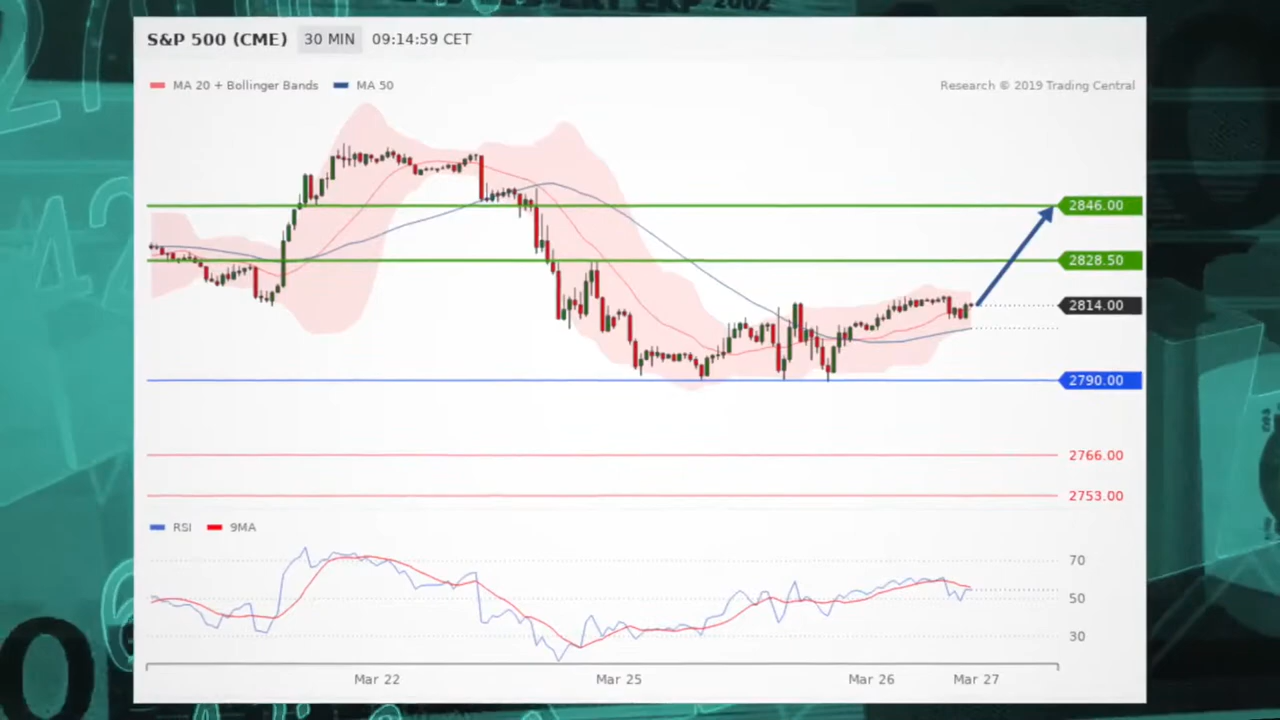 S&P 500 (CME) 30 MIN 09:14:59 CET
MA 20 + Bollinger Bands MA 50 Research © 2019 Trading Central
2846.00
2828.50
2814.00
2790.00
2766.00
2753.00
RSI 9MA
70
50
30
Mar 22 Mar 25 Mar 26 Mar 27